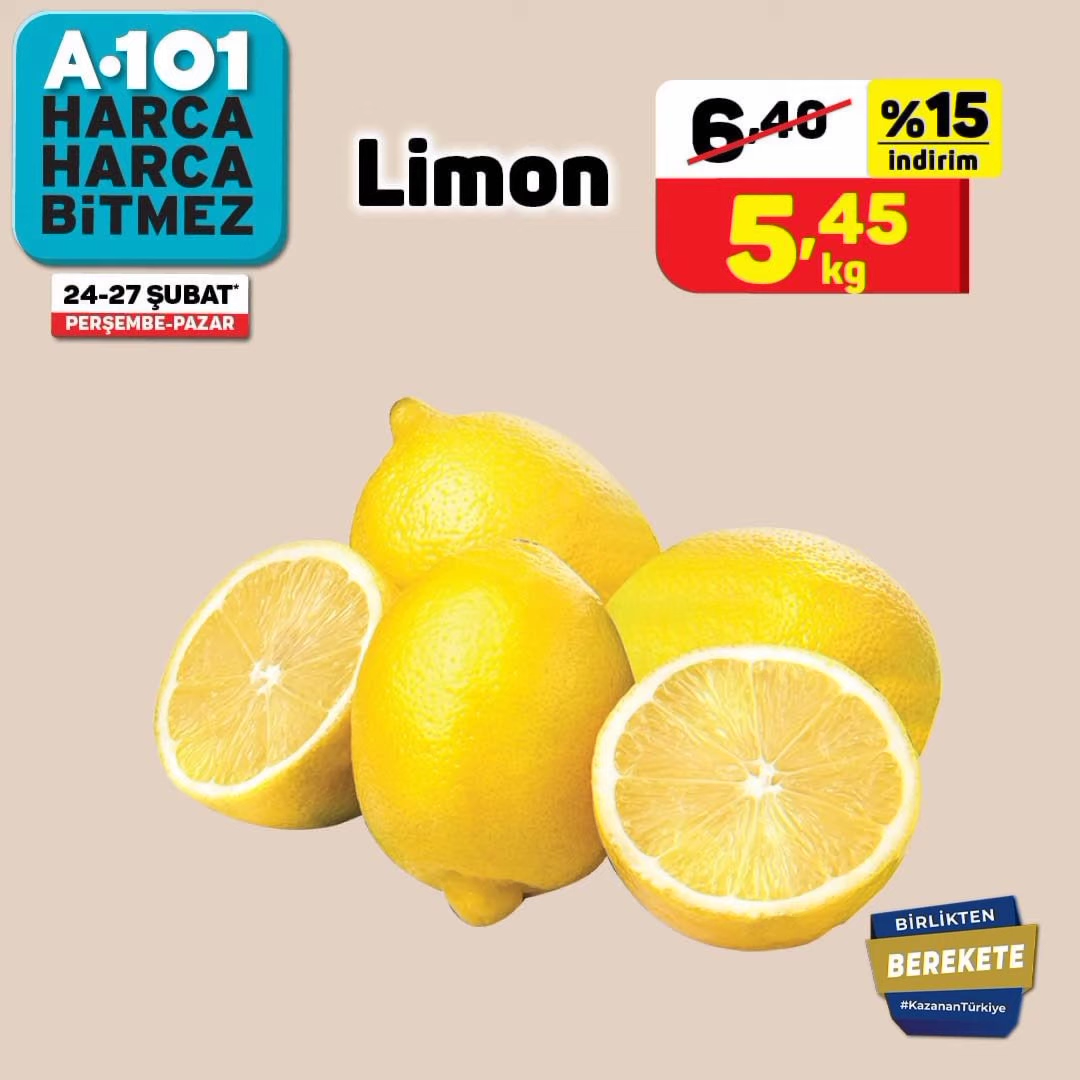 A101
HARCA
HARCA
BİTMEZ
24-27 ŞUBAT*
PERŞEMBE-PAZAR
Limon
6,40
%15
indirim
5,45
kg
BİRLİKTEN
BEREKETE
#KazananTürkiye